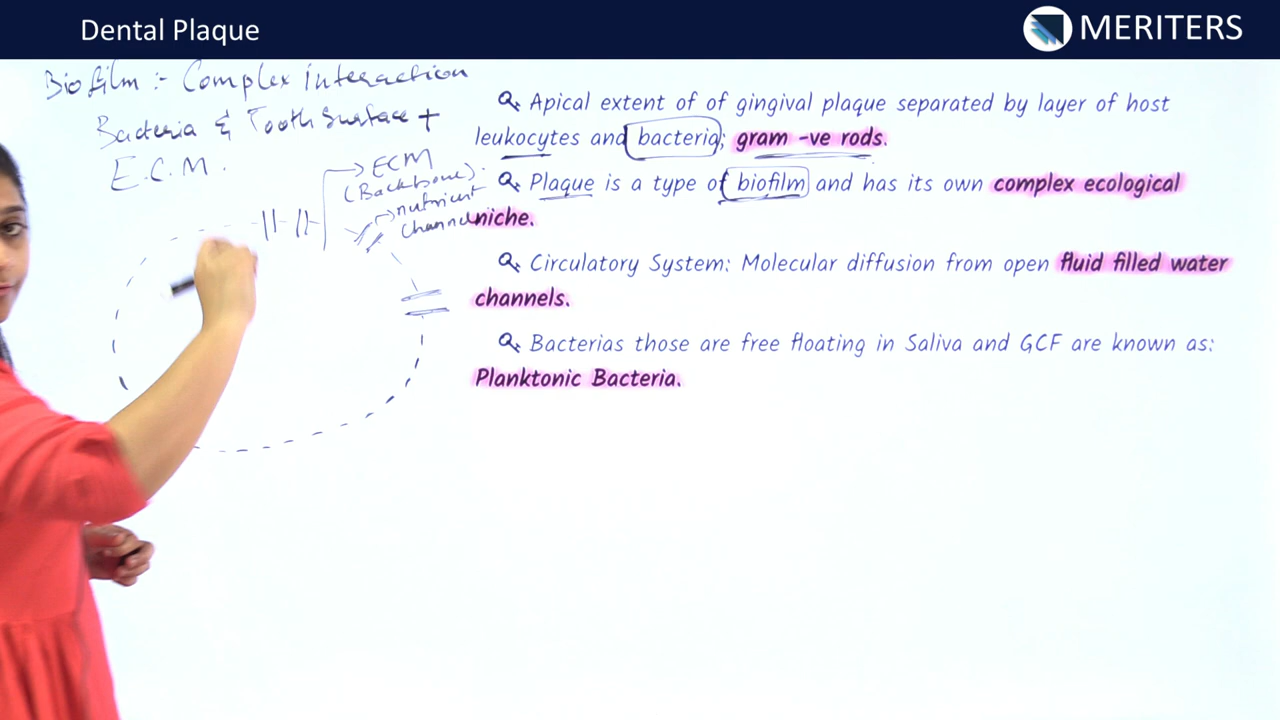 Dental Plaque
MERITERS
Biofilm :- Complex interaction
Bacteria & Tooth Surface +
E.C.M.
ECM
(Backbone).
nutrient
Channel
Q. Apical extent of of gingival plaque separated by layer of host
leukocytes and bacteria; gram -ve rods.
Q. Plaque is a type of biofilm and has its own complex ecological
niche.
Q. Circulatory System: Molecular diffusion from open fluid filled water
channels.
Q. Bacterias those are free floating in Saliva and GCF are known as:
Planktonic Bacteria.